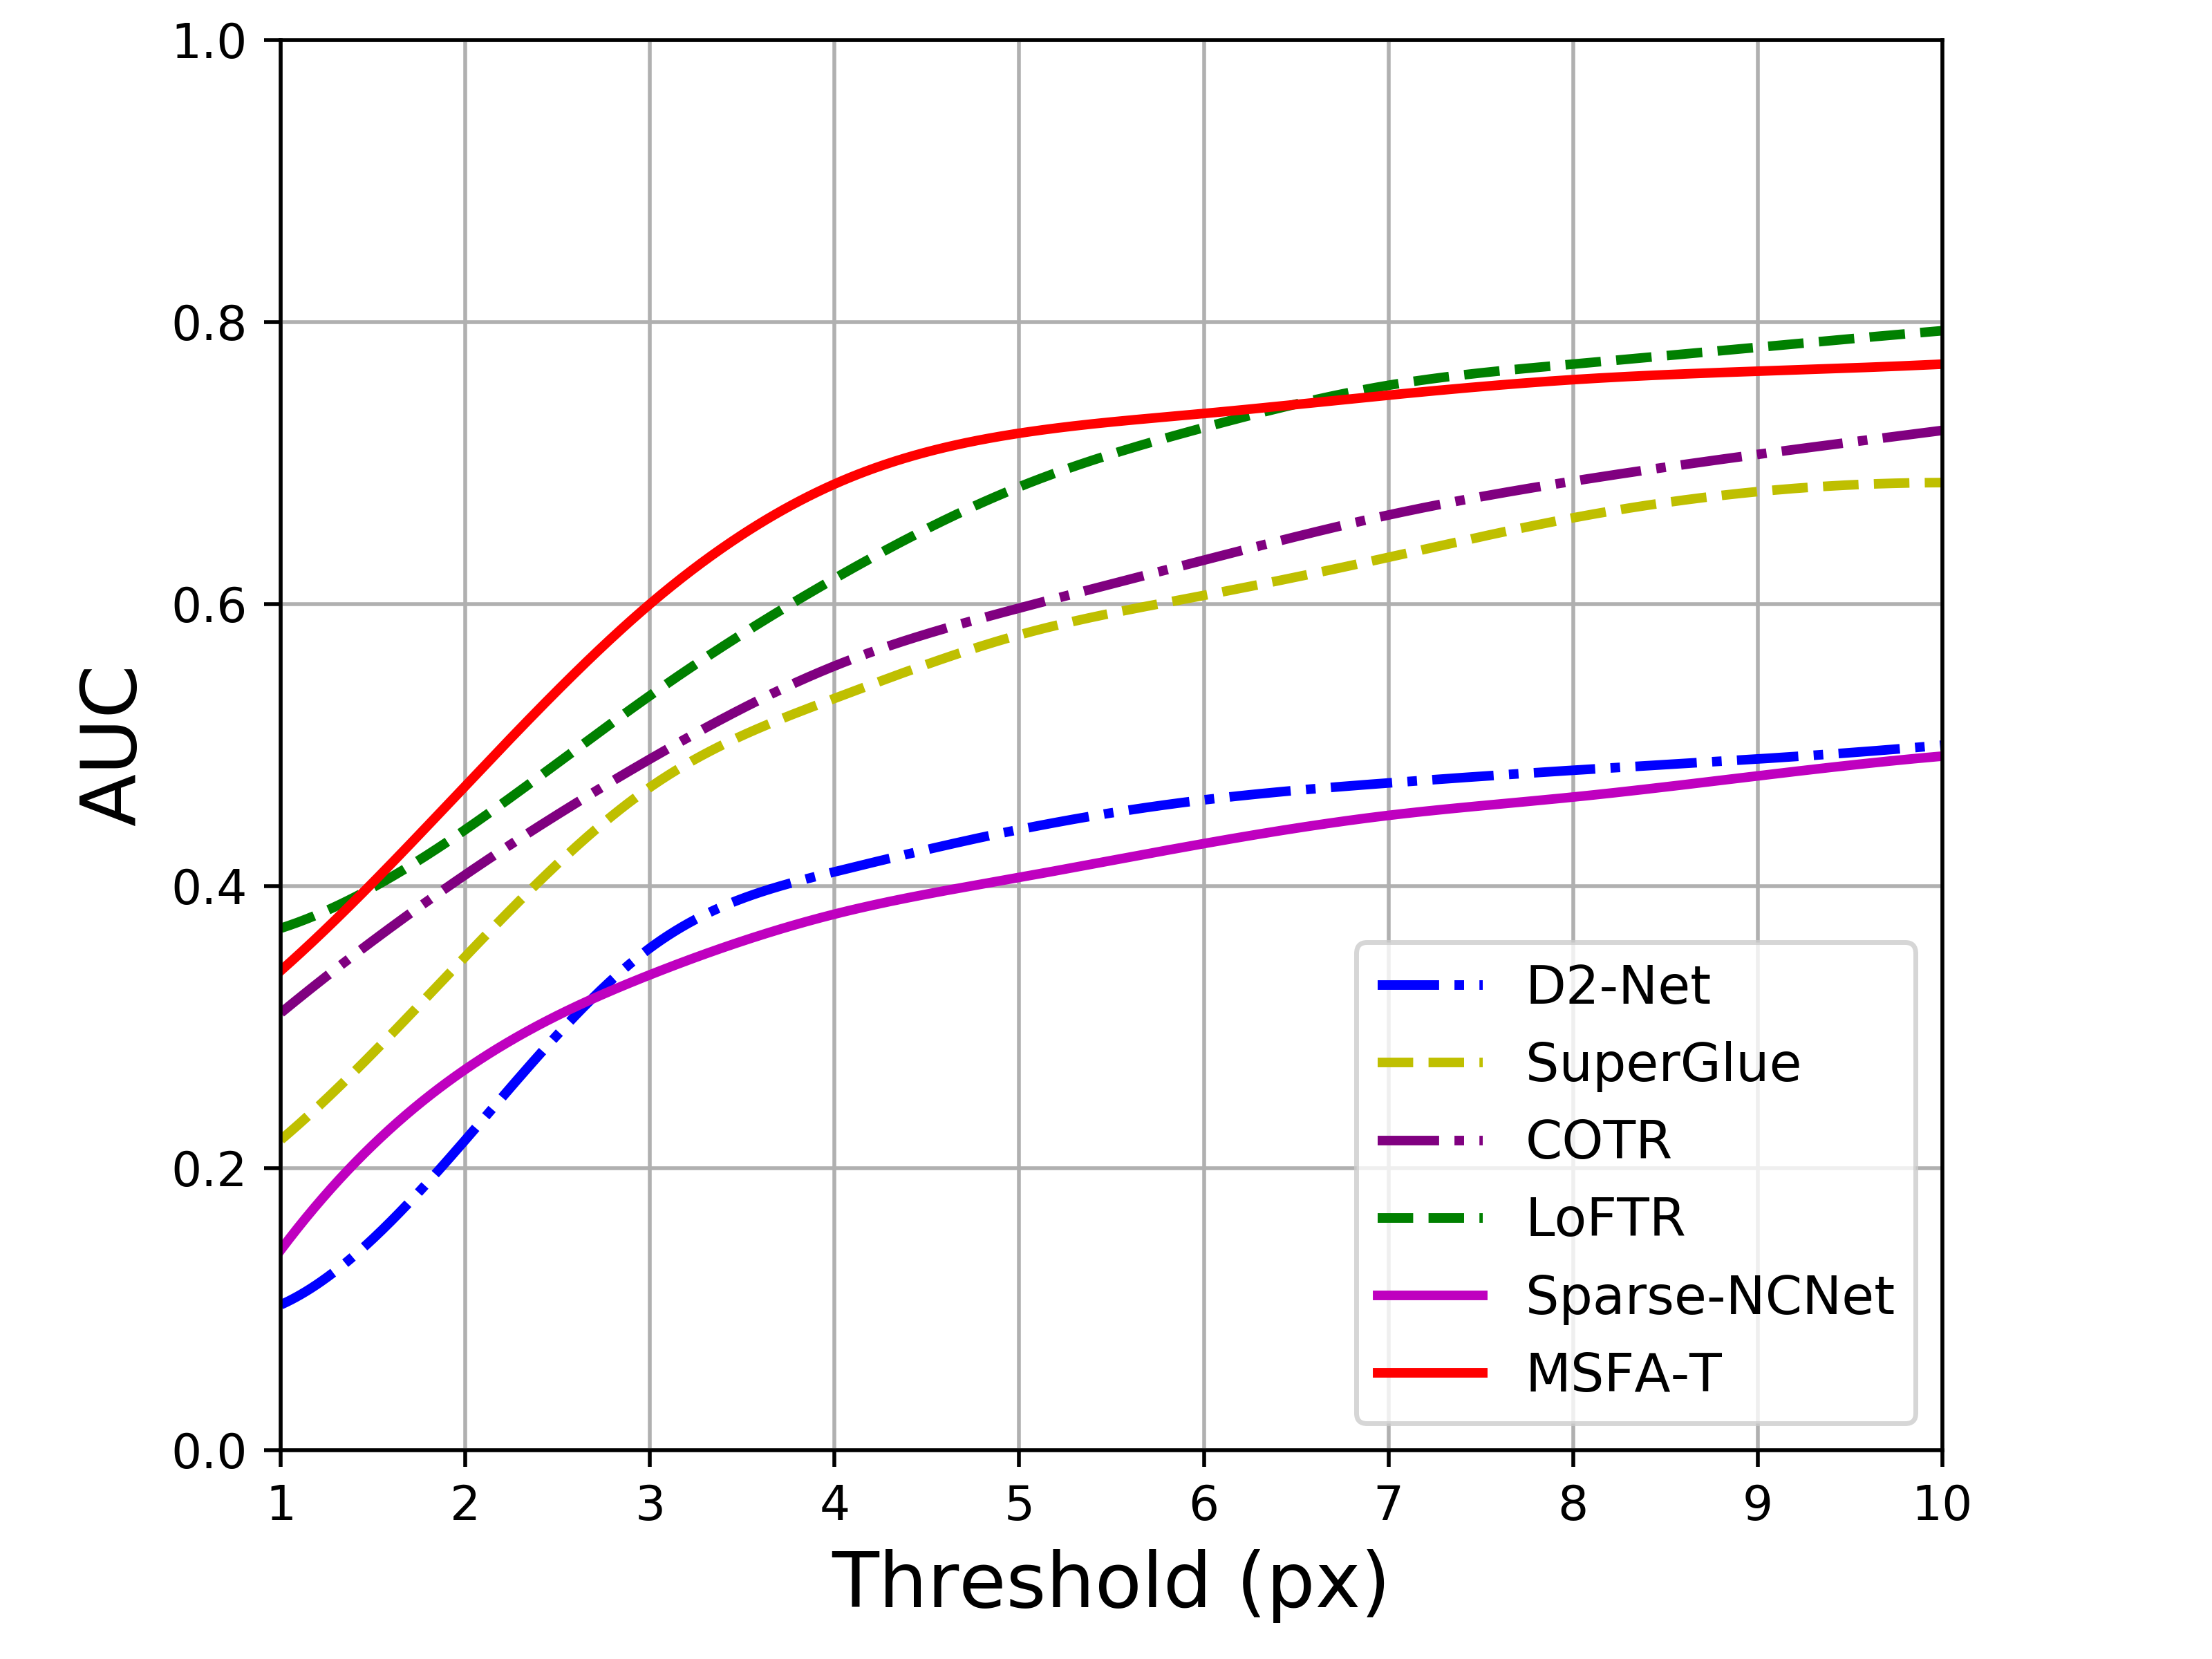 1.0
0.8
0.6
0.4
0.2
0.0
AUC
1 2 3 4 5 6 7 8 9 10
Threshold (px)
D2-Net
SuperGlue
COTR
LoFTR
Sparse-NCNet
MSFA-T